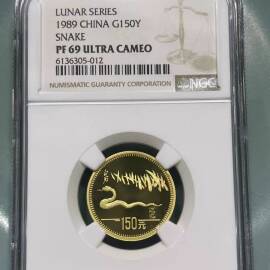 LUNAR SERIES
1989 CHINA G150Y
SNAKE
PF 69 ULTRA CAMEO
6136305-012
NGC
NUMISMATIC GUARANTY CORPORATION
150元